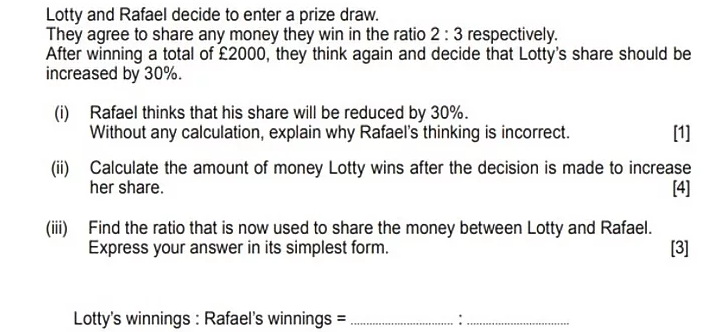 Lotty and Rafael decide to enter a prize draw.
They agree to share any money they win in the ratio 2 : 3 respectively.
After winning a total of £2000, they think again and decide that Lotty's share should be
increased by 30%.
(i) Rafael thinks that his share will be reduced by 30%.
Without any calculation, explain why Rafael's thinking is incorrect. [1]
(ii) Calculate the amount of money Lotty wins after the decision is made to increase
her share. [4]
(iii) Find the ratio that is now used to share the money between Lotty and Rafael.
Express your answer in its simplest form. [3]
Lotty's winnings : Rafael's winnings = ............................ : ............................